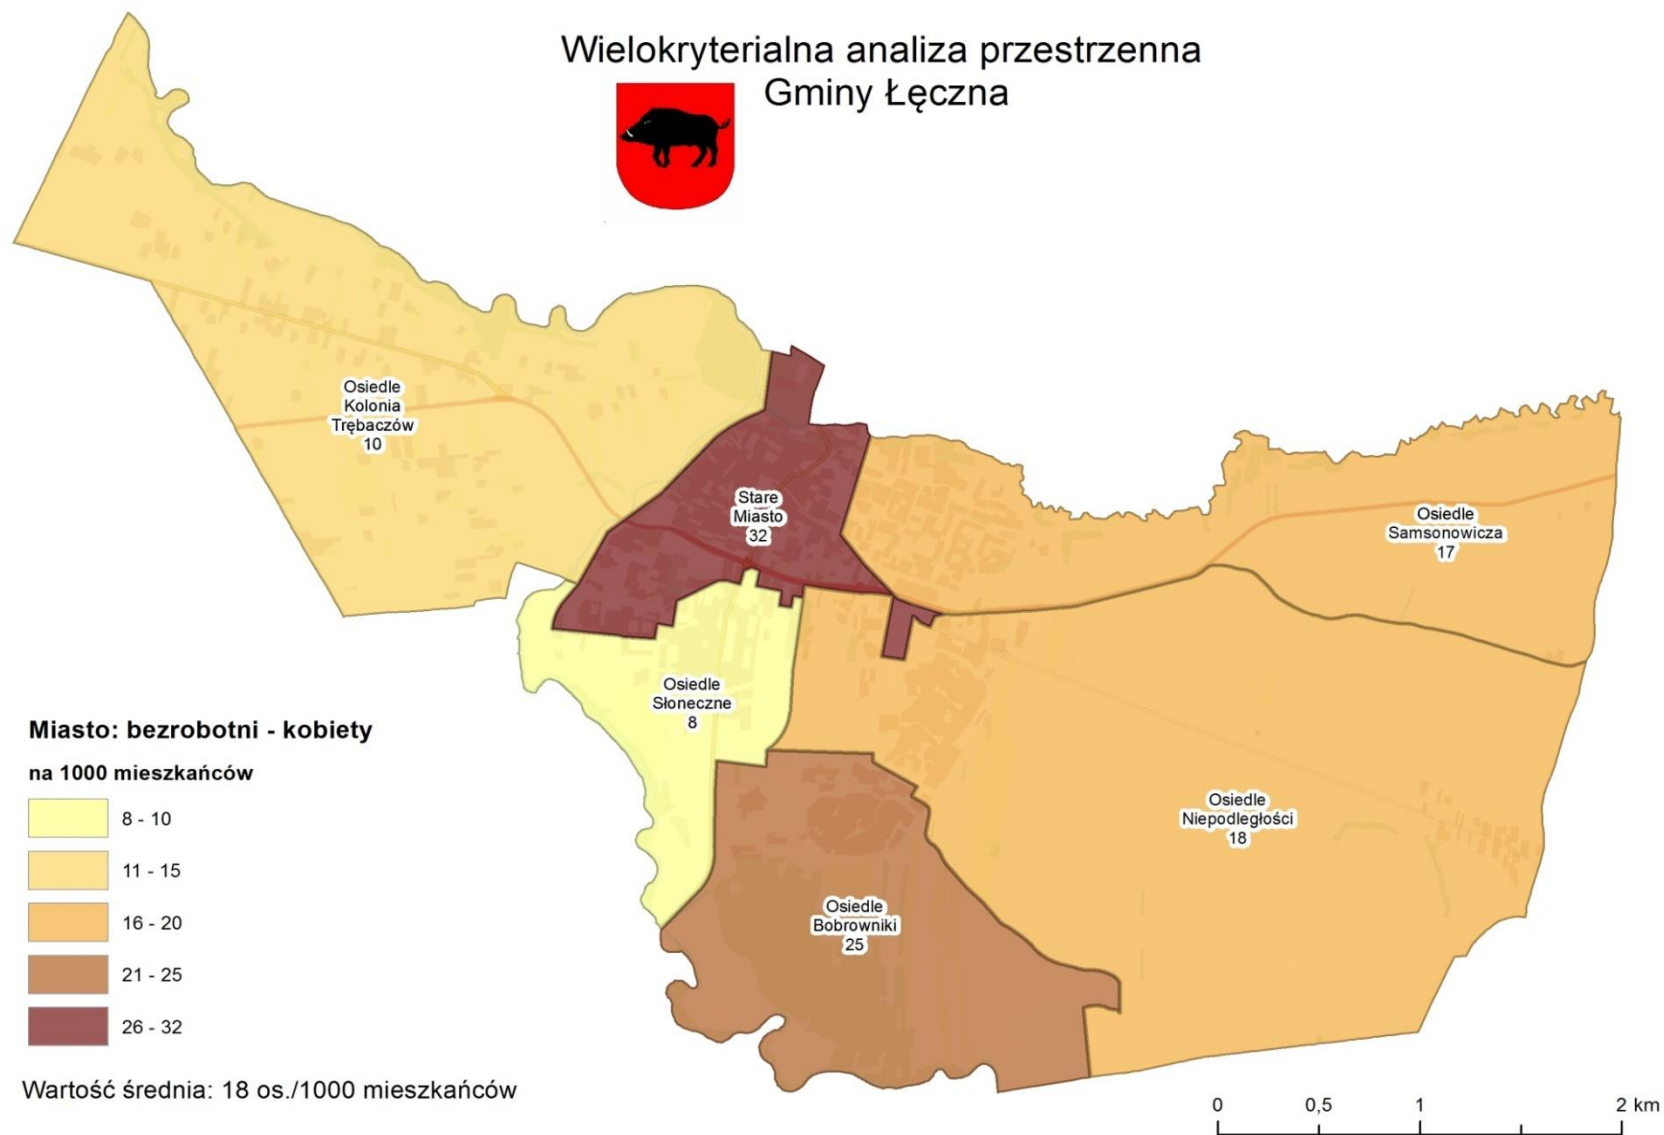 Wielokryterialna analiza przestrzenna
Gminy Łęczna
Osiedle
Kolonia
Trębaczów
10
Stare
Miasto
32
Osiedle
Samsonowicza
17
Osiedle
Słoneczne
8
Osiedle
Niepodległości
18
Osiedle
Bobrowniki
25
Miasto: bezrobotni - kobiety
na 1000 mieszkańców
8 - 10
11 - 15
16 - 20
21 - 25
26 - 32
Wartość średnia: 18 os./1000 mieszkańców
0 0,5 1 2 km